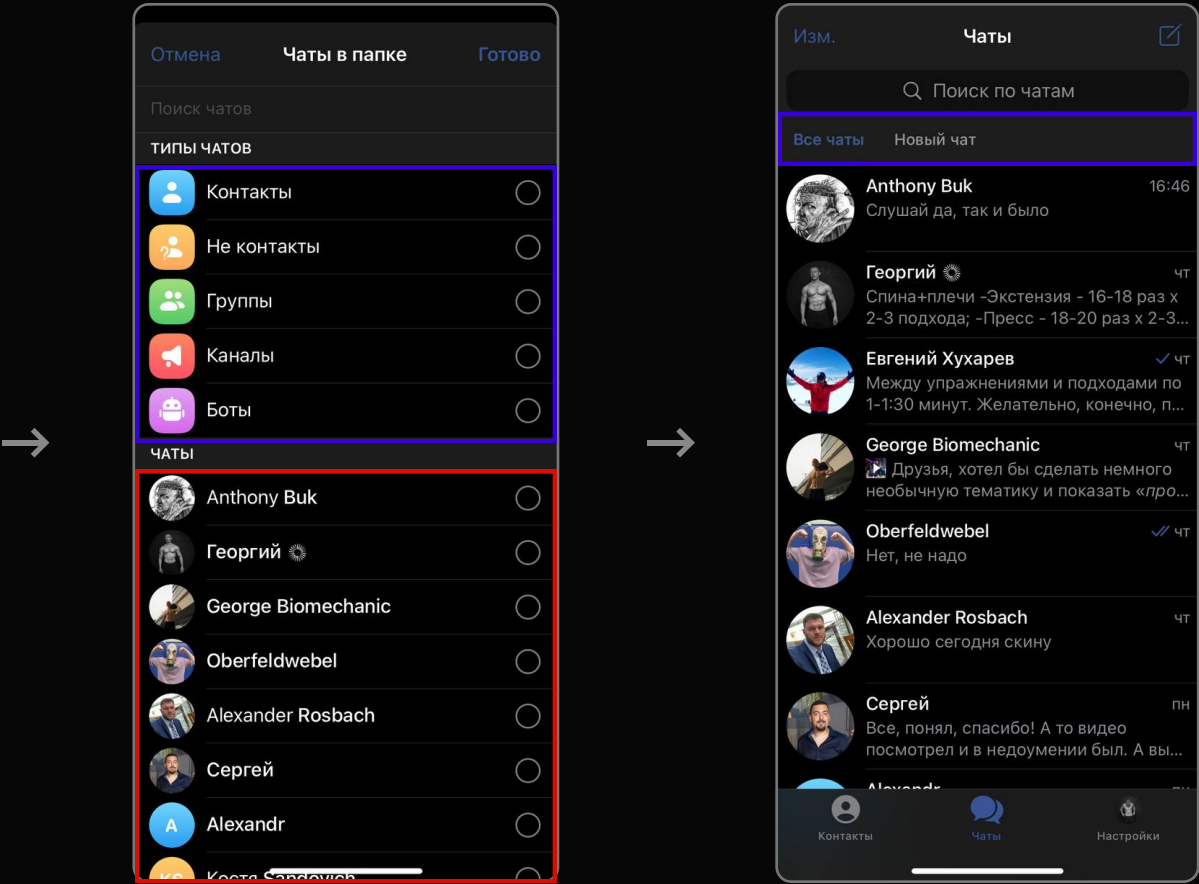 Отмена Чаты в папке Готово
Поиск чатов
ТИПЫ ЧАТОВ
Контакты
Не контакты
Группы
Каналы
Боты
ЧАТЫ
Anthony Buk
Георгий
George Biomechanic
Oberfeldwebel
Alexander Rosbach
Сергей
A Alexandr
KS Костя Sandovich
Изм. Чаты
Поиск по чатам
Все чаты Новый чат
Anthony Buk 16:46
Слушай да, так и было
Георгий чт
Спина+плечи -Экстензия - 16-18 раз х
2-3 подхода; -Пресс - 18-20 раз х 2-3...
Евгений Хухарев чт
Между упражнениями и подходами по
1-1:30 минут. Желательно, конечно, п...
George Biomechanic чт
Друзья, хотел бы сделать немного
необычную тематику и показать «про...
Oberfeldwebel чт
Нет, не надо
Alexander Rosbach чт
Хорошо сегодня скину
Сергей пн
Все, понял, спасибо! А то видео
посмотрел и в недоумении был. А вы...
Alexandr пн
Контакты Чаты Настройки